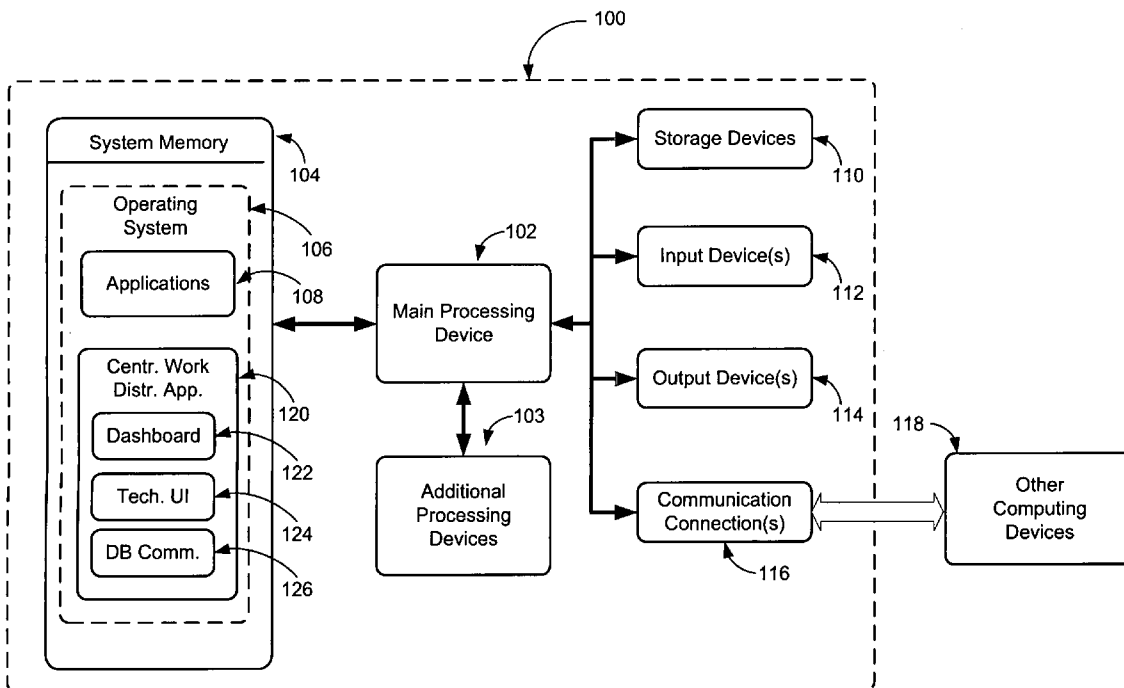 100
System Memory
104
Operating
System
106
Applications
108
Centr. Work
Distr. App.
120
Dashboard
122
Tech. UI
124
DB Comm.
126
102
Main Processing
Device
103
Additional
Processing
Devices
Storage Devices
110
Input Device(s)
112
Output Device(s)
114
Communication
Connection(s)
116
118
Other
Computing
Devices